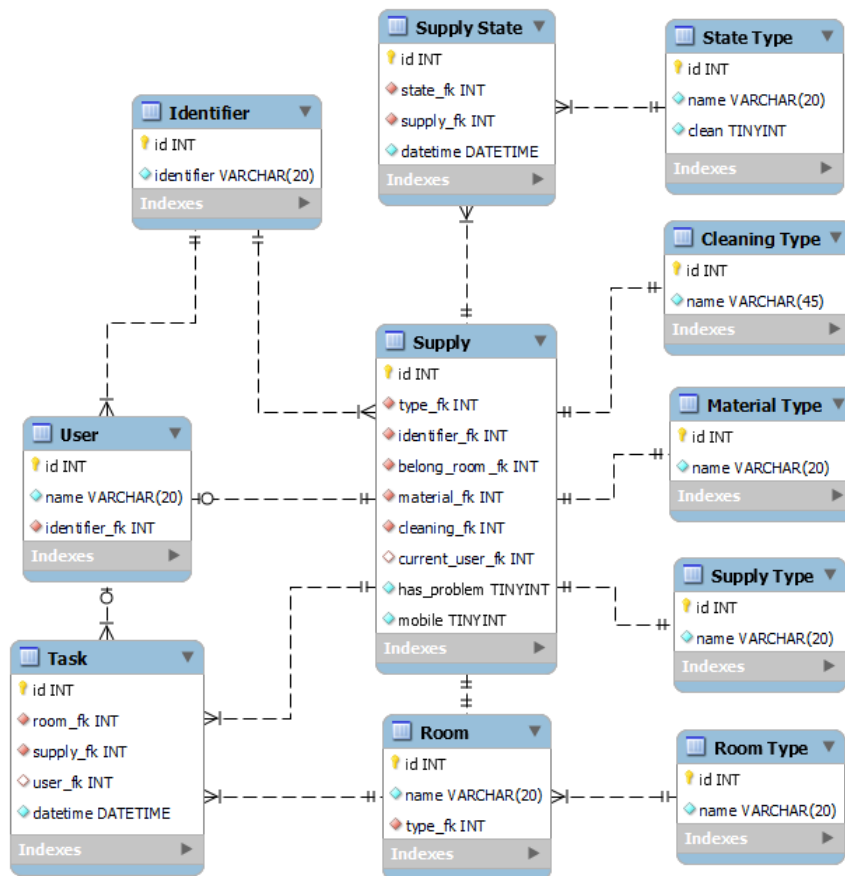 Supply State
id INT
state_fk INT
supply_fk INT
datetime DATETIME
Indexes
State Type
id INT
name VARCHAR(20)
clean TINYINT
Indexes
Identifier
id INT
identifier VARCHAR(20)
Indexes
Cleaning Type
id INT
name VARCHAR(45)
Indexes
Supply
id INT
type_fk INT
identifier_fk INT
belong_room_fk INT
material_fk INT
cleaning_fk INT
current_user_fk INT
has_problem TINYINT
mobile TINYINT
Indexes
Material Type
id INT
name VARCHAR(20)
Indexes
User
id INT
name VARCHAR(20)
identifier_fk INT
Indexes
Supply Type
id INT
name VARCHAR(20)
Indexes
Task
id INT
room_fk INT
supply_fk INT
user_fk INT
datetime DATETIME
Indexes
Room
id INT
name VARCHAR(20)
type_fk INT
Indexes
Room Type
id INT
name VARCHAR(20)
Indexes